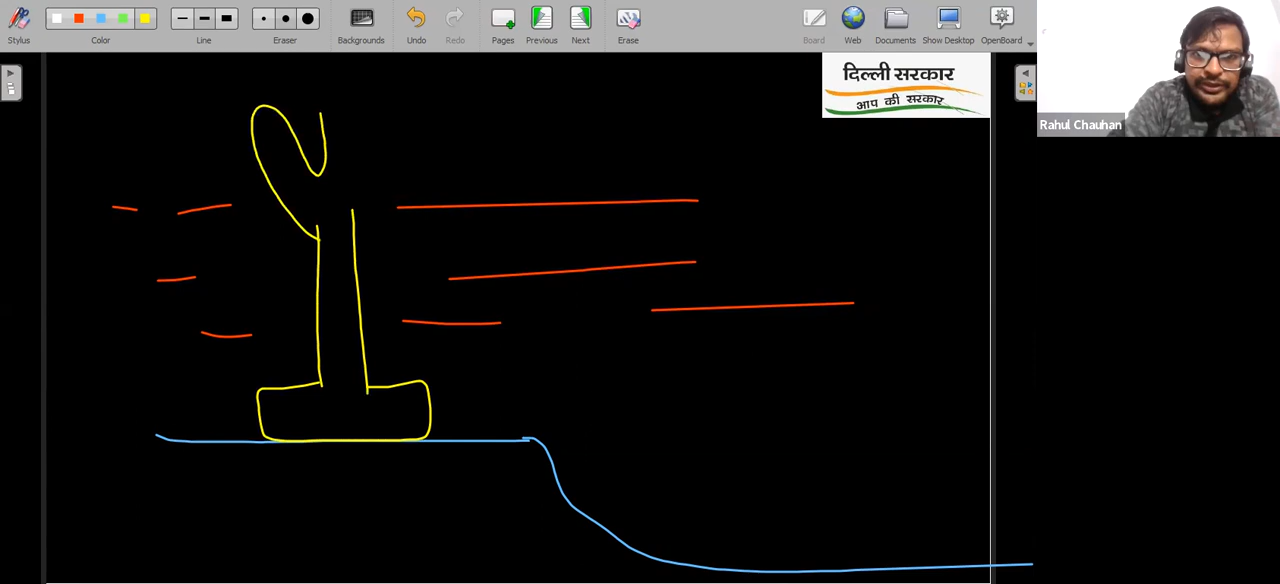 Stylus
Color
Line
Eraser
Backgrounds
Undo
Redo
Pages
Previous
Next
Erase
Board
Web
Documents
Show Desktop
OpenBoard
दिल्ली सरकार
आप की सरकार
Rahul Chauhan